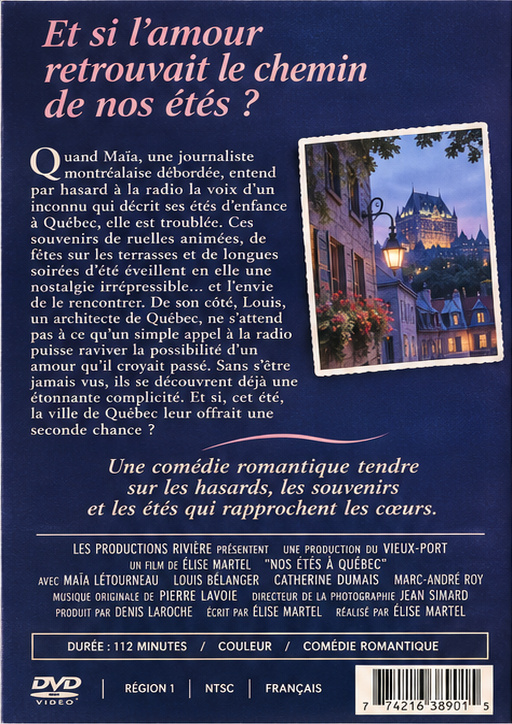 Et si l'amour
retrouvait le chemin
de nos étés ?
Quand Maïa, une journaliste
montréalaise débordée, entend
par hasard à la radio la voix d'un
inconnu qui décrit ses étés d'enfance
à Québec, elle est troublée. Ces
souvenirs de ruelles animées, de
fêtes sur les terrasses et de longues
soirées d'été éveillent en elle une
nostalgie irrépressible... et l'envie
de le rencontrer. De son côté, Louis,
un architecte de Québec, ne s'attend
pas à ce qu'un simple appel à la radio
puisse raviver la possibilité d'un
amour qu'il croyait passé. Sans s'être
jamais vus, ils se découvrent déjà une
étonnante complicité. Et si, cet été,
la ville de Québec leur offrait une
seconde chance ?
Une comédie romantique tendre
sur les hasards, les souvenirs
et les étés qui rapprochent les cœurs.
LES PRODUCTIONS RIVIÈRE PRÉSENTENT UNE PRODUCTION DU VIEUX-PORT
UN FILM DE ÉLISE MARTEL "NOS ÉTÉS À QUÉBEC"
AVEC MAÏA LÉTOURNEAU LOUIS BÉLANGER CATHERINE DUMAIS MARC-ANDRÉ ROY
MUSIQUE ORIGINALE DE PIERRE LAVOIE DIRECTEUR DE LA PHOTOGRAPHIE JEAN SIMARD
PRODUIT PAR DENIS LAROCHE ÉCRIT PAR ÉLISE MARTEL RÉALISÉ PAR ÉLISE MARTEL
DURÉE : 112 MINUTES / COULEUR / COMÉDIE ROMANTIQUE
DVD VIDEO | RÉGION 1 | NTSC | FRANÇAIS
7 74216 38901 5